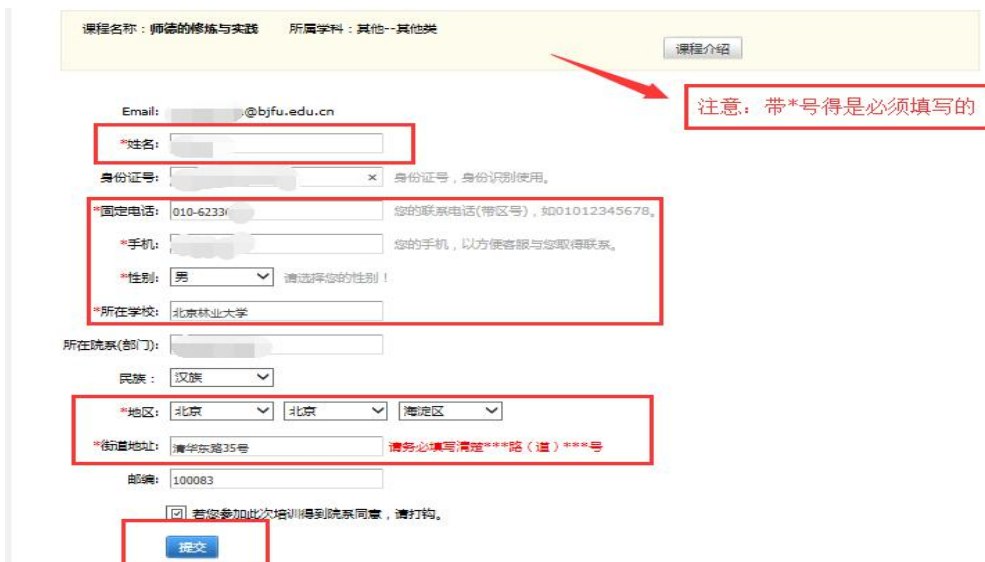 课程名称：师德的修炼与实践 所属学科：其他--其他类
课程介绍
注意：带*号得是必须填写的
Email: @bjfu.edu.cn
*姓名:
身份证号: × 身份证号，身份识别使用。
*固定电话: 010-6233 您的联系电话(带区号)，如01012345678。
*手机: 您的手机，以方便客服与您取得联系。
*性别: 男 请选择您的性别！
*所在学校: 北京林业大学
所在院系(部门):
民族： 汉族
*地区: 北京 北京 海淀区
*街道地址: 清华东路35号 请务必填写清楚***路（道）***号
邮编: 100083
若您参加此次培训得到院系同意，请打钩。
提交